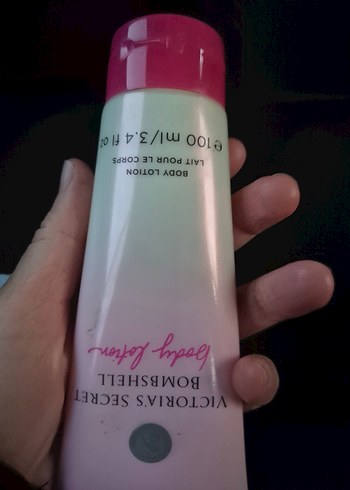 VICTORIA'S SECRET
BOMBSHELL
body lotion
BODY LOTION
LAIT POUR LE CORPS
℮100 ml/3.4 fl oz